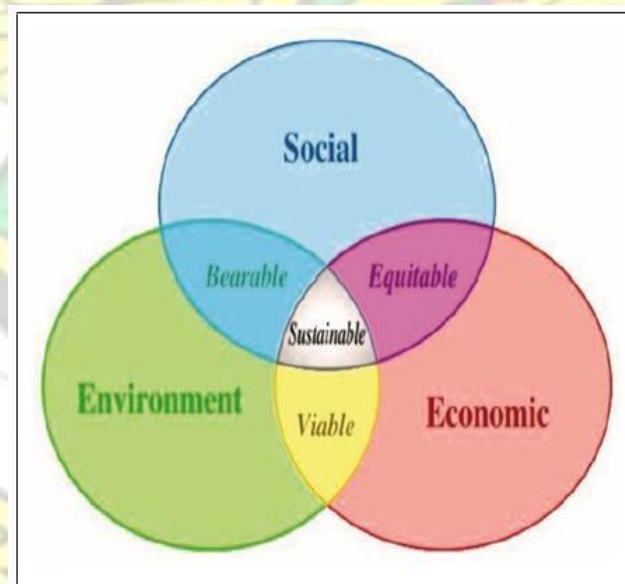 Social
Bearable
Equitable
Sustainable
Environment
Economic
Viable